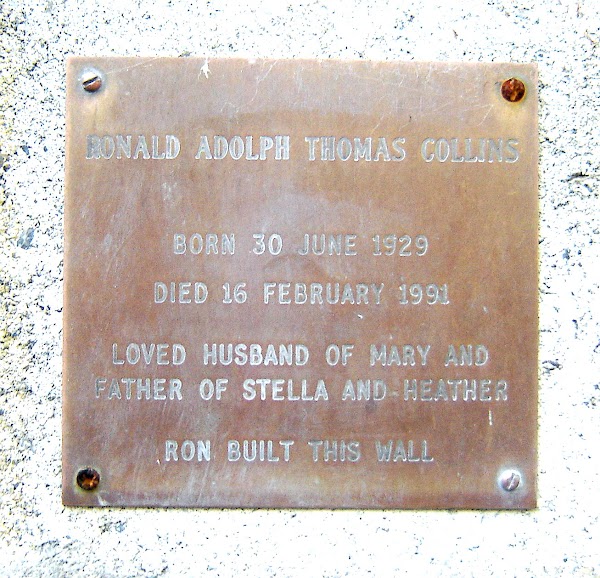 RONALD ADOLPH THOMAS COLLINS
BORN 30 JUNE 1929
DIED 16 FEBRUARY 1991
LOVED HUSBAND OF MARY AND
FATHER OF STELLA AND HEATHER
RON BUILT THIS WALL